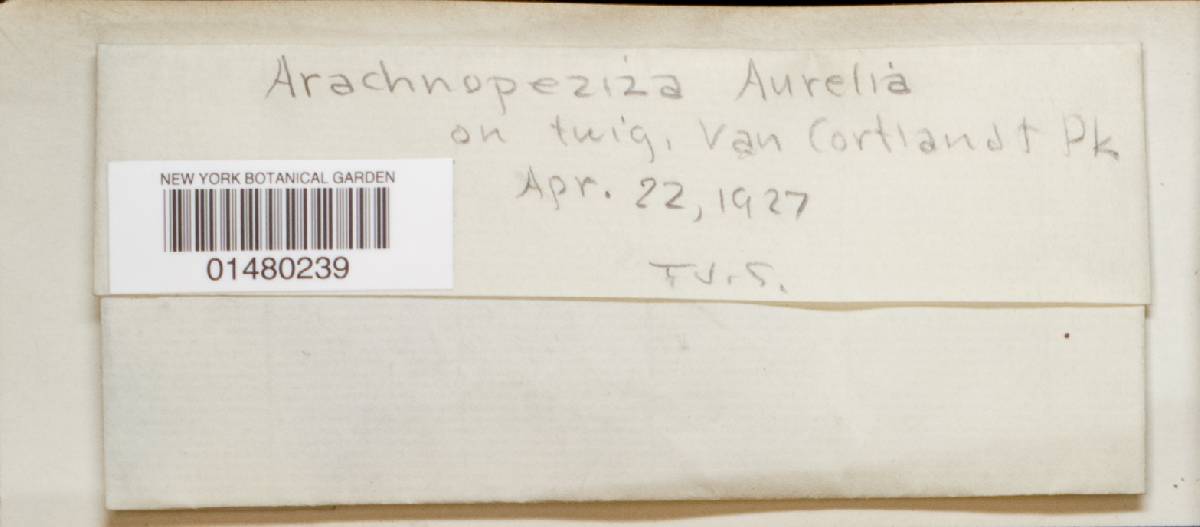 Arachnopeziza Aurelia
on twig, Van Cortlandt Pk
Apr. 22, 1927
F.J.S.
NEW YORK BOTANICAL GARDEN
01480239